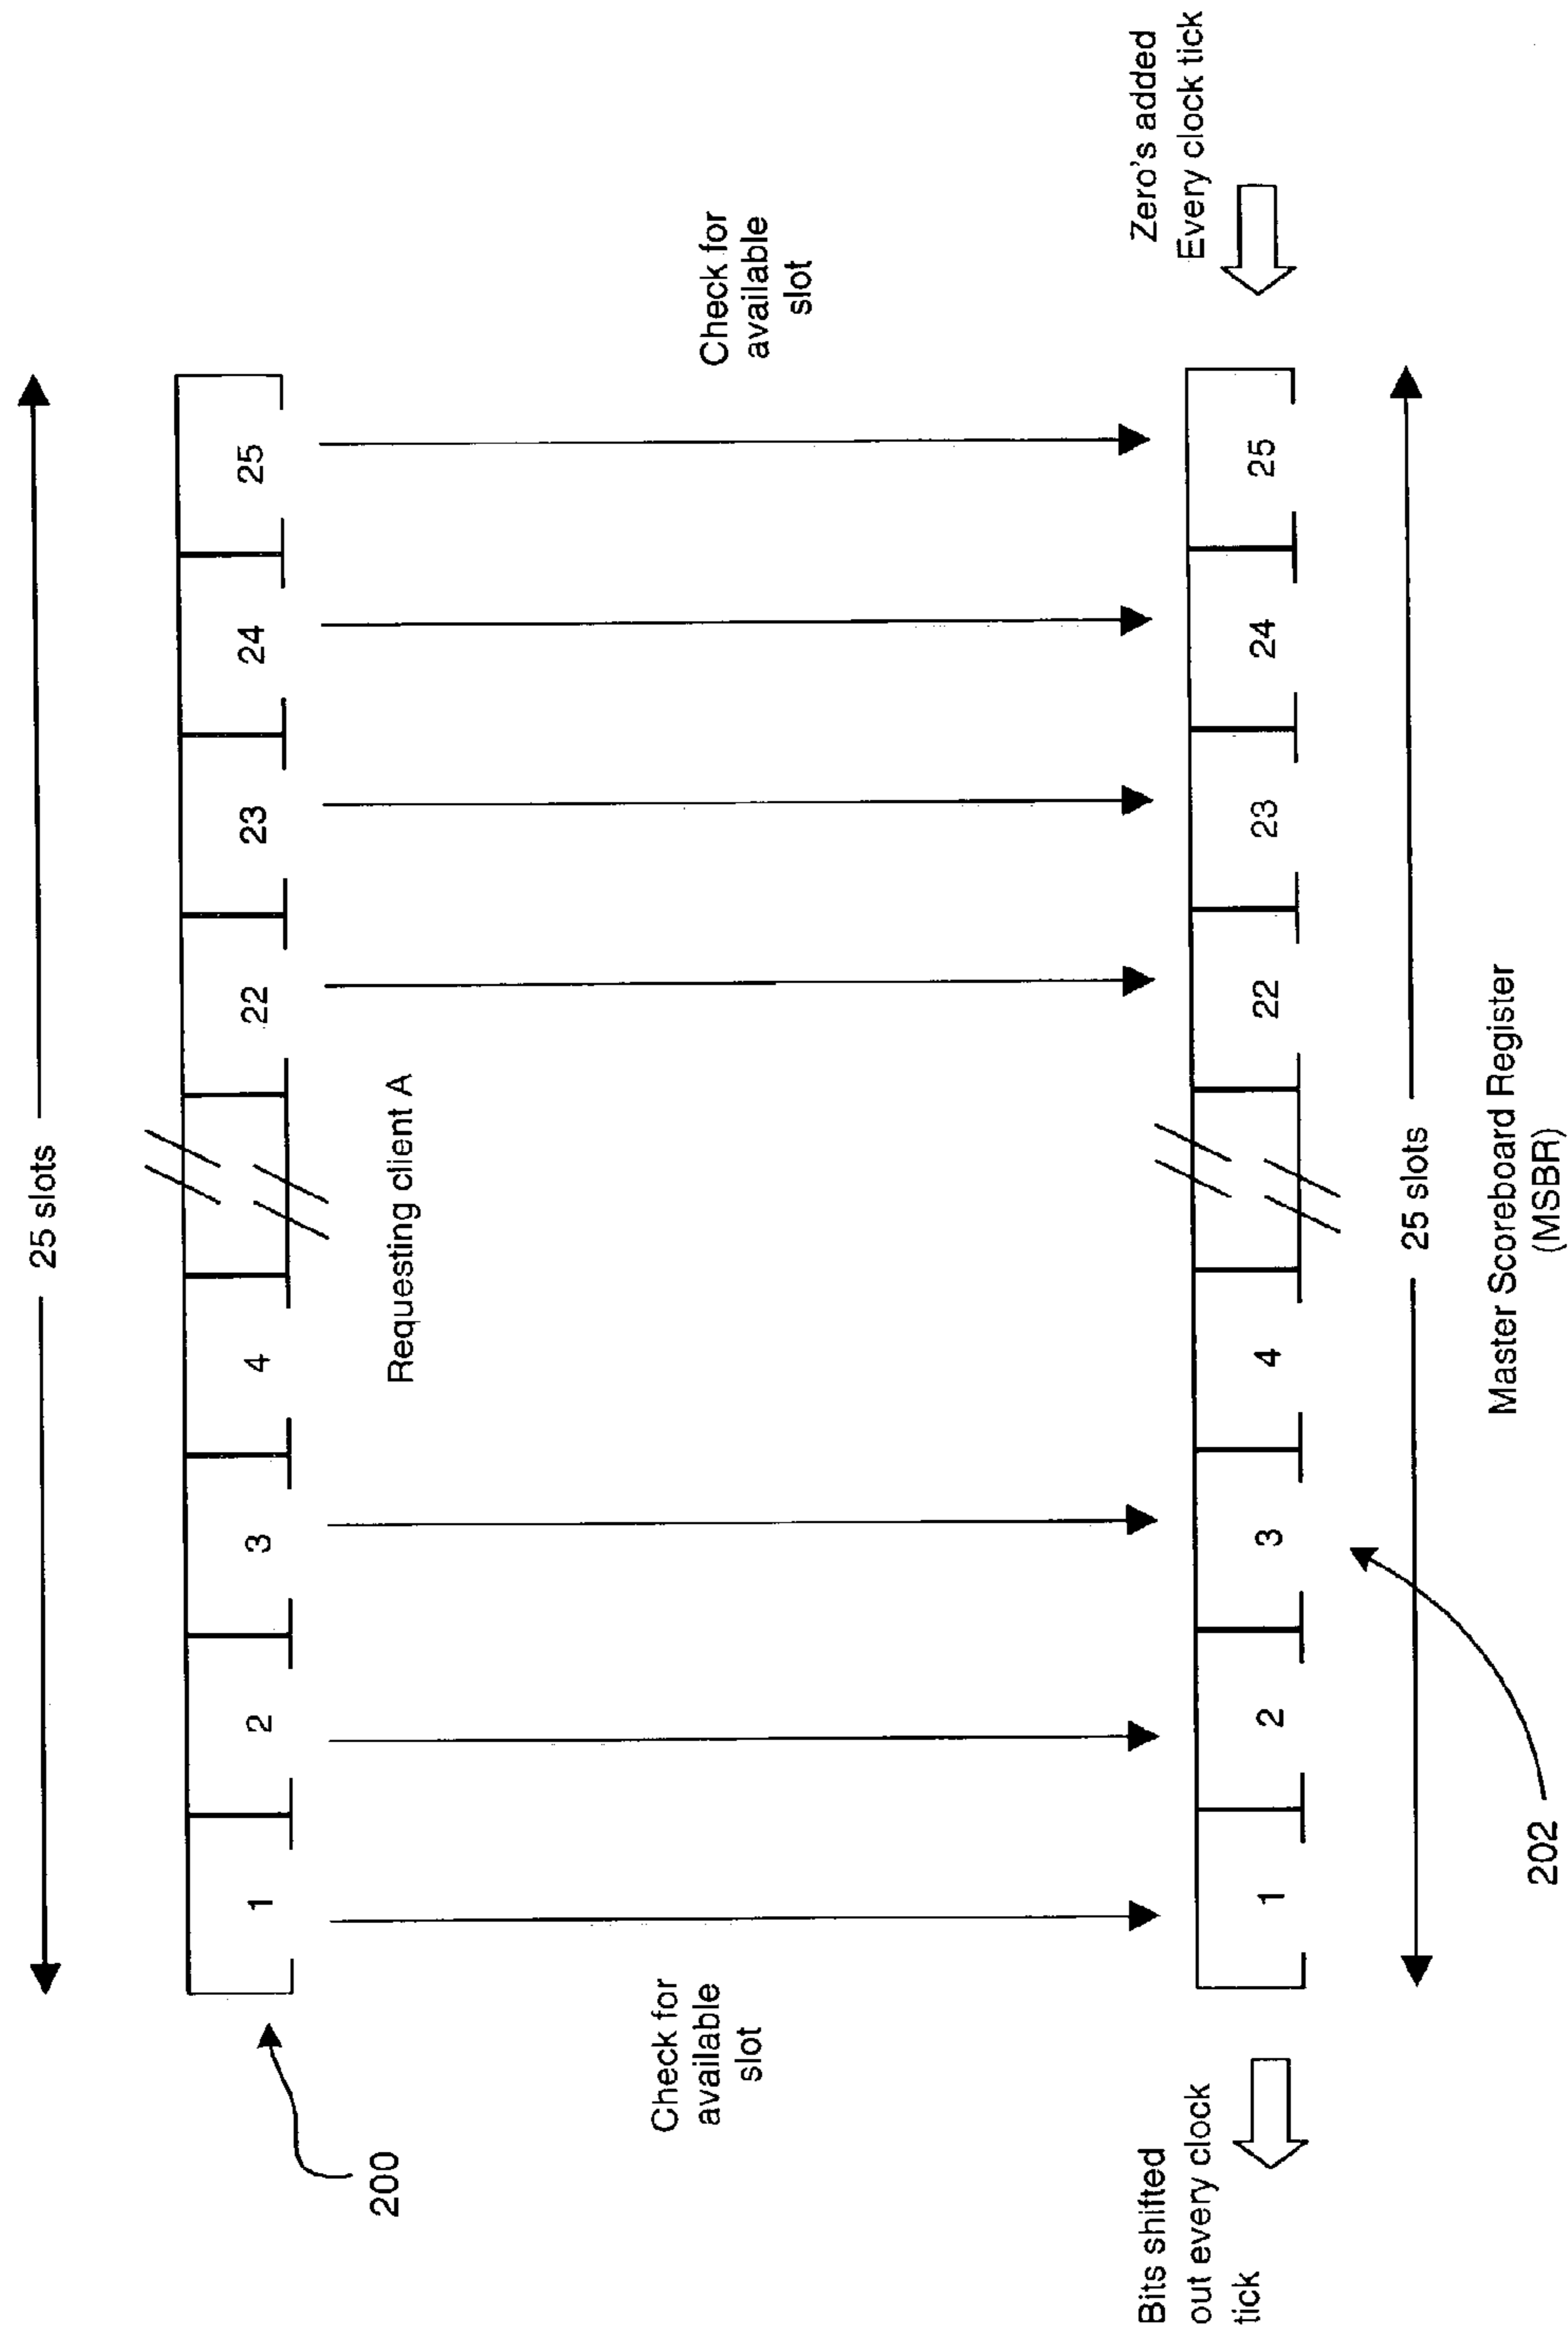 25 slots
1 2 3 4 22 23 24 25
200
Requesting client A
Check for
available
slot
Check for
available
slot
Bits shifted
out every clock
tick
Zero's added
Every clock tick
1 2 3 4 22 23 24 25
25 slots
202
Master Scoreboard Register
(MSBR)